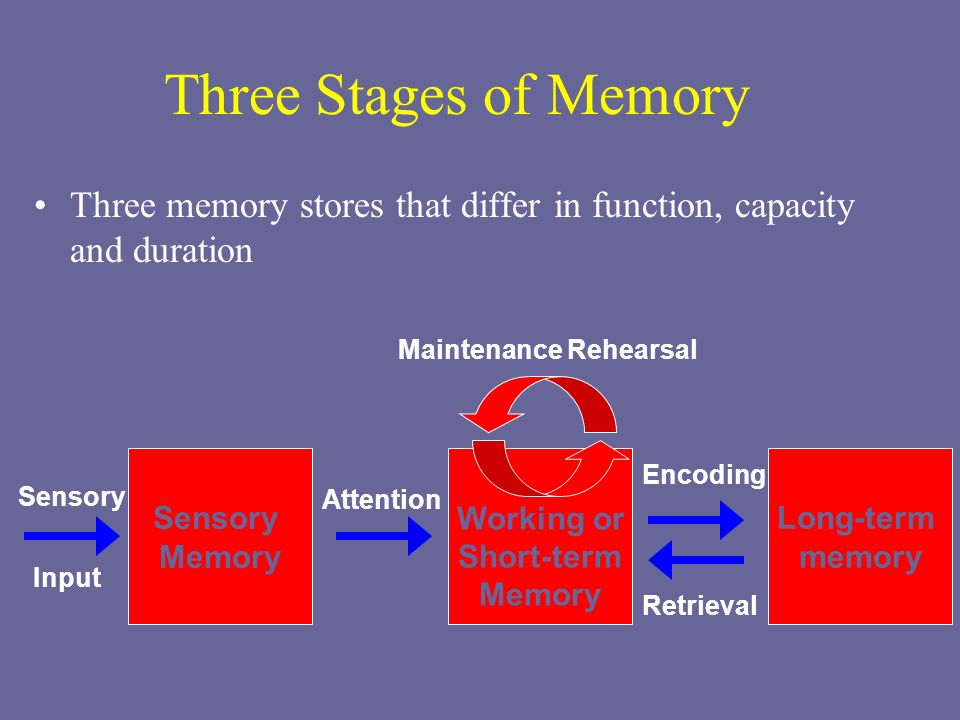 Three Stages of Memory
• Three memory stores that differ in function, capacity
and duration
Maintenance Rehearsal
Sensory
Input
Sensory
Memory
Attention
Working or
Short-term
Memory
Encoding
Retrieval
Long-term
memory